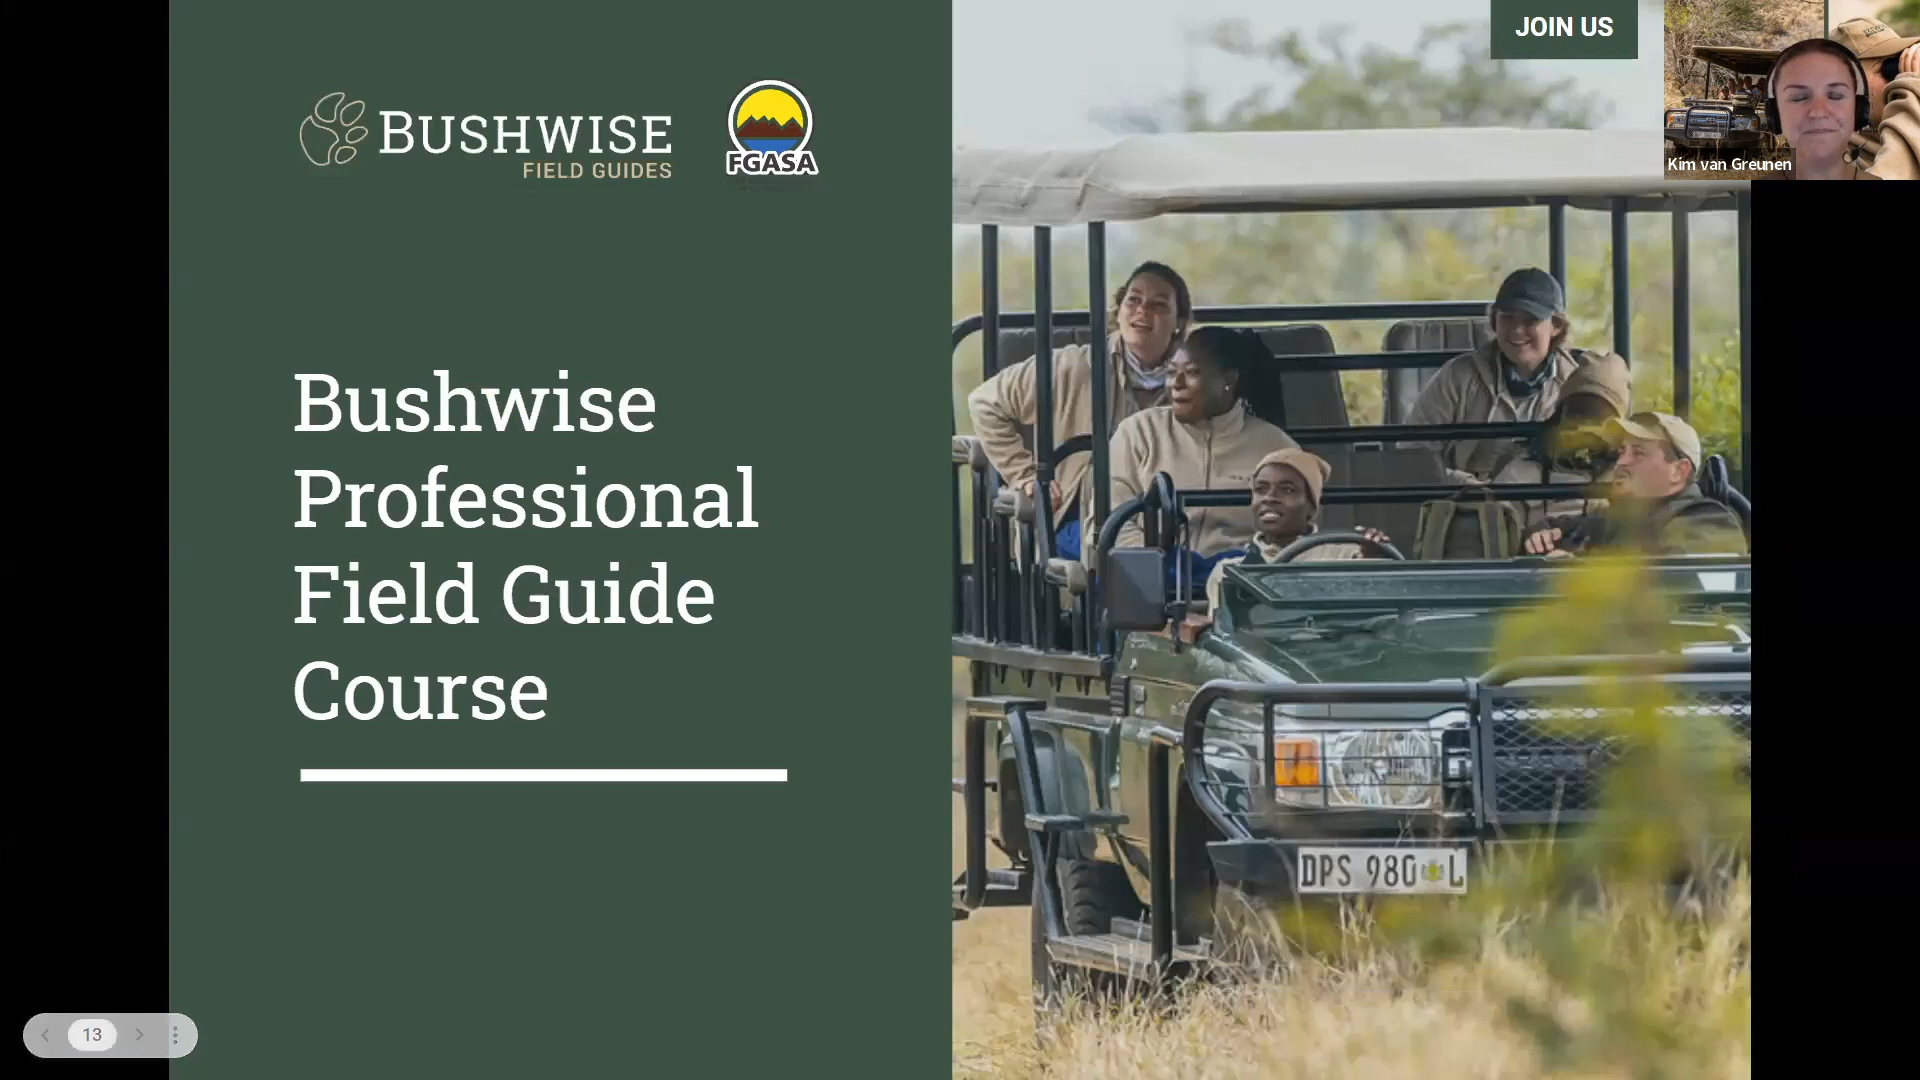 JOIN US
BUSHWISE
FIELD GUIDES
FGASA
Kim van Greunen
Bushwise
Professional
Field Guide
Course
DPS 980 L
13